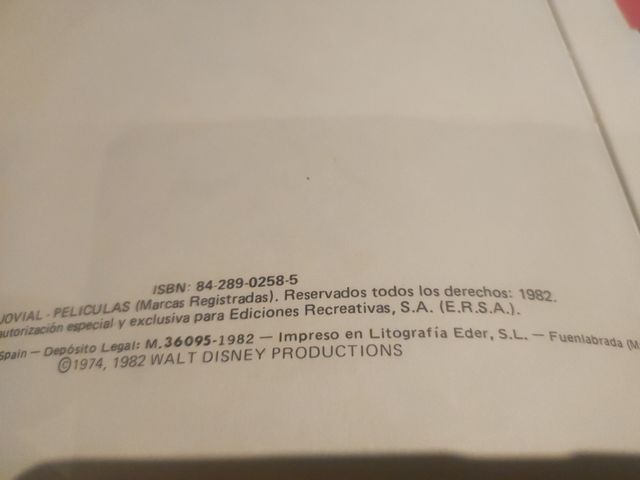 ISBN: 84-289-0258-5
JOVIAL - PELICULAS (Marcas Registradas). Reservados todos los derechos: 1982.
autorización especial y exclusiva para Ediciones Recreativas, S.A. (E.R.S.A.).
Spain — Depósito Legal: M.36095-1982 — Impreso en Litografía Eder, S.L. — Fuenlabrada (M
©1974, 1982 WALT DISNEY PRODUCTIONS